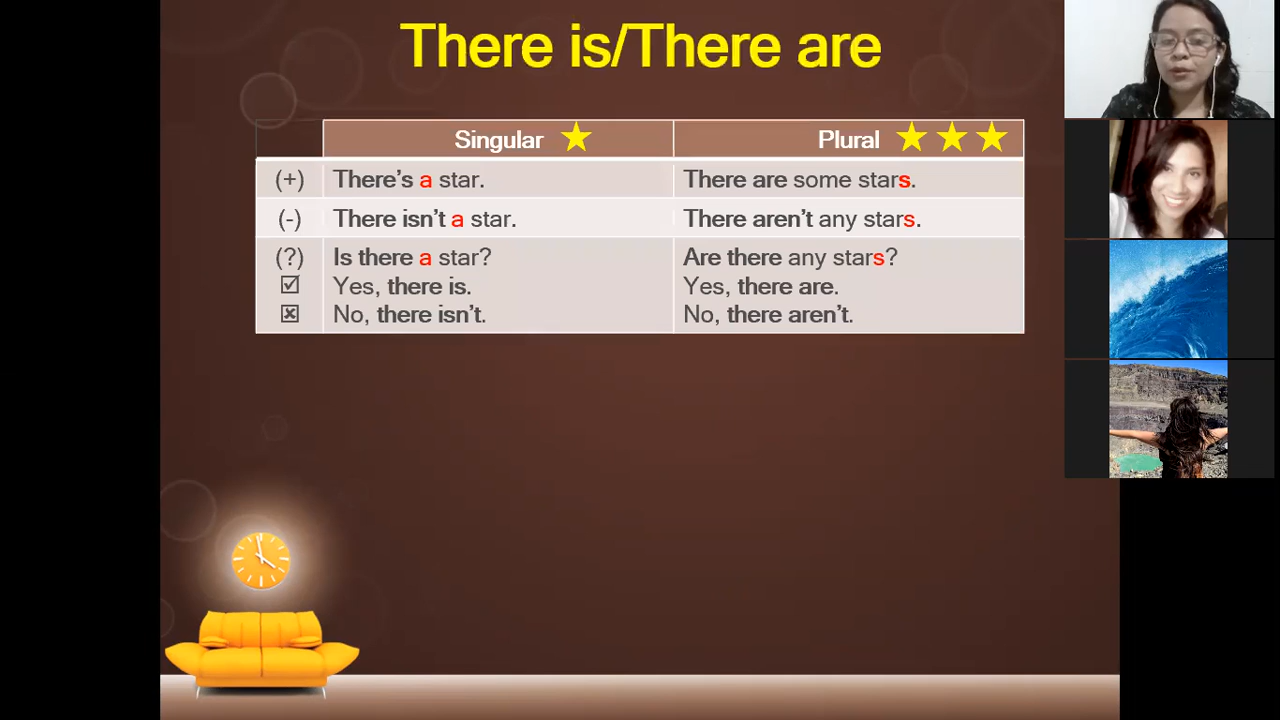 There is/There are
Singular Plural
(+) There's a star. There are some stars.
(-) There isn't a star. There aren't any stars.
(?) Is there a star? Are there any stars?
Yes, there is. Yes, there are.
No, there isn't. No, there aren't.